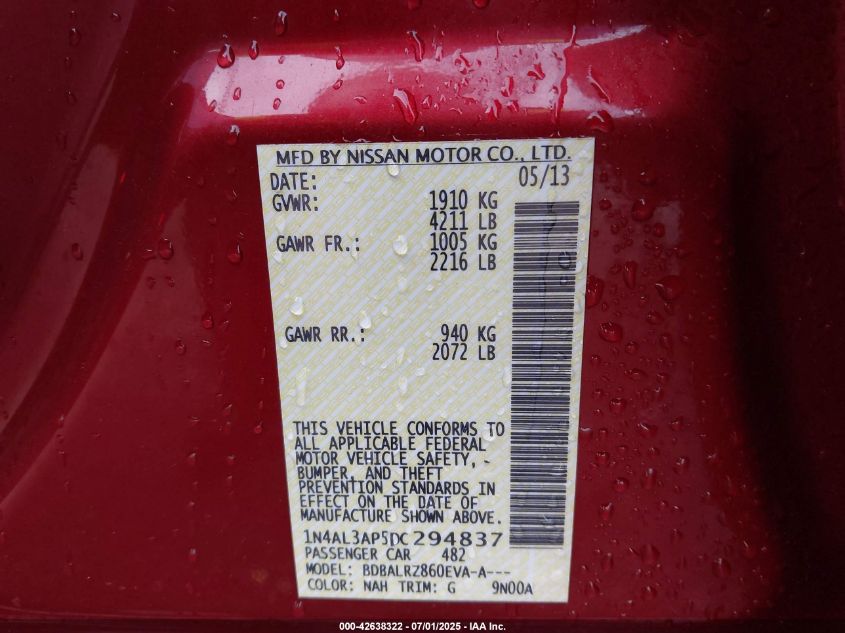 MFD BY NISSAN MOTOR CO., LTD.
DATE: 05/13
GVWR: 1910 KG
4211 LB
GAWR FR.: 1005 KG
2216 LB
GAWR RR.: 940 KG
2072 LB
THIS VEHICLE CONFORMS TO
ALL APPLICABLE FEDERAL
MOTOR VEHICLE SAFETY,
BUMPER, AND THEFT
PREVENTION STANDARDS IN
EFFECT ON THE DATE OF
MANUFACTURE SHOWN ABOVE.
1N4AL3AP5DC294837
PASSENGER CAR 482
MODEL: BDBALRZ860EVA-A---
COLOR: NAH TRIM: G 9N00A
000-42638322 - 07/01/2025 - IAA Inc.